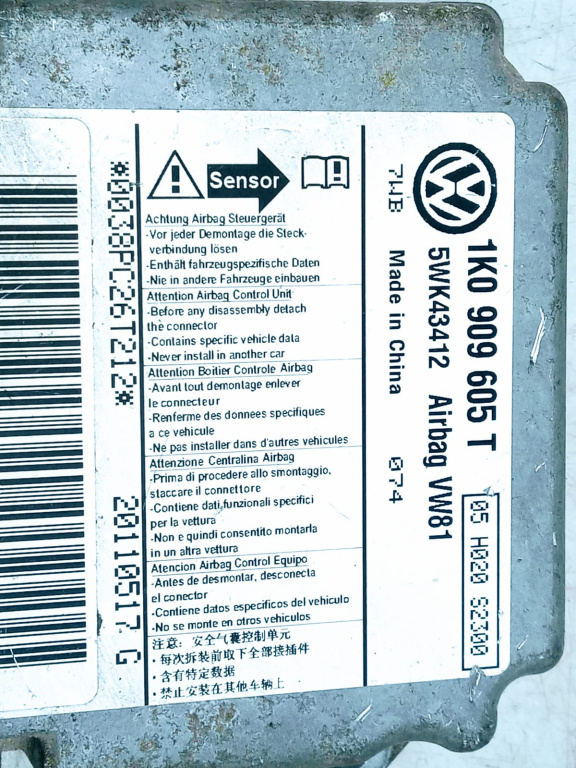 1K0 909 605 T
5WK43412 Airbag VW81
05 H020 S2300
7WB Made in China 074
Sensor
Achtung Airbag Steuergerät
-Vor jeder Demontage die Steck-
verbindung lösen
-Enthält fahrzeugspezifische Daten
-Nie in andere Fahrzeuge einbauen
Attention Airbag Control Unit
-Before any disassembly detach
the connector
-Contains specific vehicle data
-Never install in another car
Attention Boîtier Controle Airbag
-Avant tout demontage enlever
le connecteur
-Renferme des donnees specifiques
a ce vehicule
-Ne pas installer dans d'autres vehicules
Attenzione Centralina Airbag
-Prima di procedere allo smontaggio,
staccare il connettore
-Contiene dati funzionali specifici
per la vettura
-Non e quindi consentito montarla
in un altra vettura
Atencion Airbag Control Equipo
-Antes de desmontar, desconecta
el conector
-Contiene datos especificos del vehiculo
-No se monte en otros vehiculos
注意: 安全气囊控制单元
·每次拆装前取下全部接插件
·含有特定数据
·禁止安装在其他车辆上
*0038PC26T212* 20110517 G